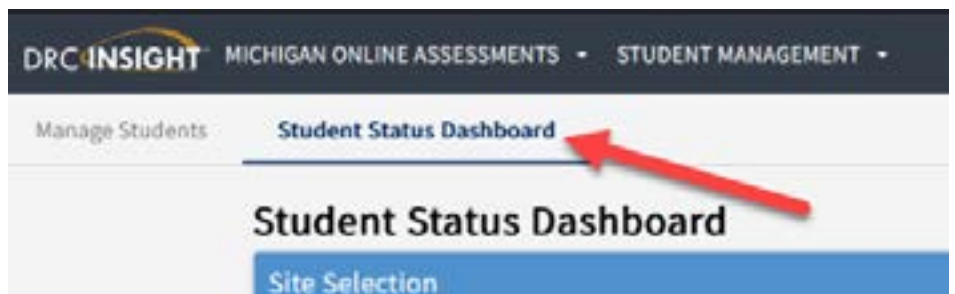 DRC INSIGHT MICHIGAN ONLINE ASSESSMENTS STUDENT MANAGEMENT
Manage Students Student Status Dashboard
Student Status Dashboard
Site Selection